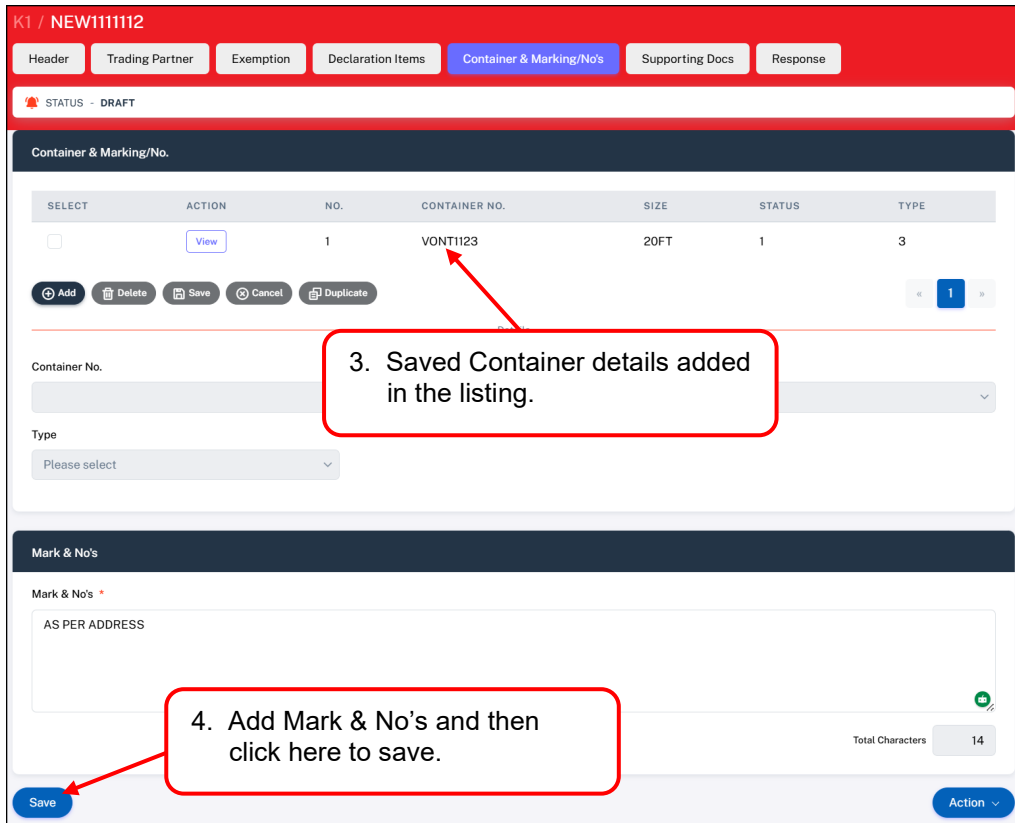 K1 / NEW1111112
Header Trading Partner Exemption Declaration Items Container & Marking/No's Supporting Docs Response
STATUS - DRAFT
Container & Marking/No.
SELECT ACTION NO. CONTAINER NO. SIZE STATUS TYPE
View 1 VONT1123 20FT 1 3
Add Delete Save Cancel Duplicate « 1 »
3. Saved Container details added
in the listing.
Container No.
Type
Please select
Mark & No's
Mark & No's *
AS PER ADDRESS
4. Add Mark & No’s and then
click here to save.
Total Characters 14
Save Action